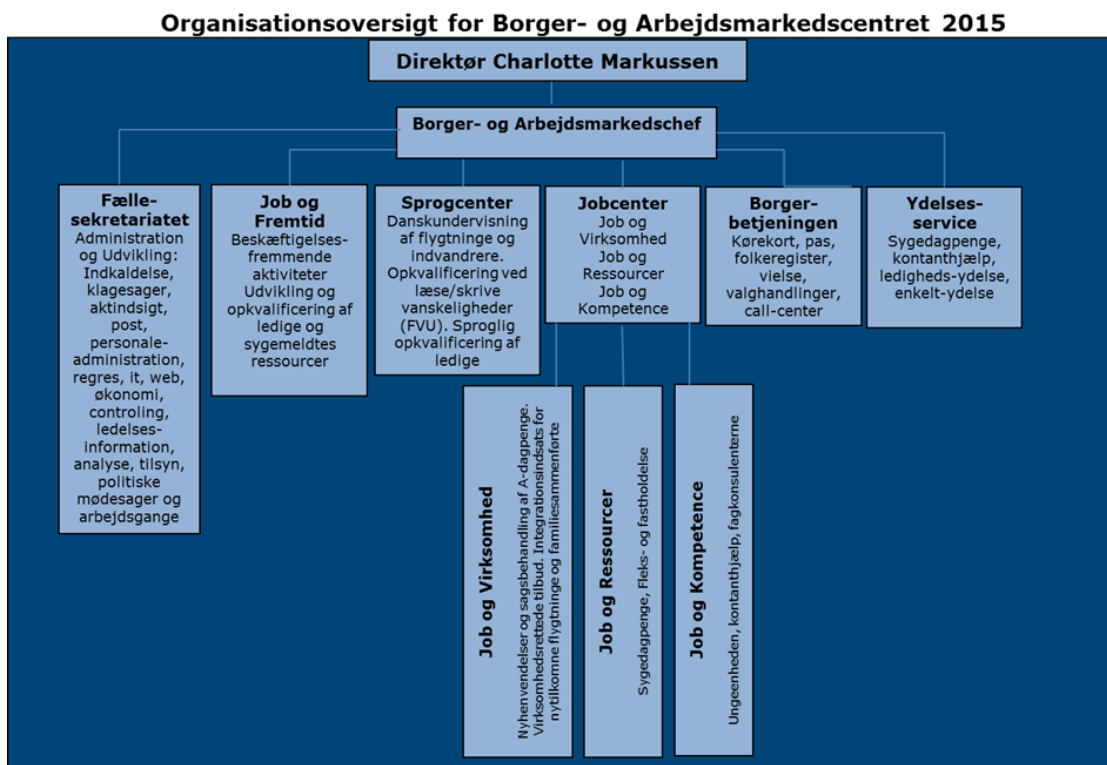 Organisationsoversigt for Borger- og Arbejdsmarkedscentret 2015
Direktør Charlotte Markussen
Borger- og Arbejdsmarkedschef
Fælle-
sekretariatet
Administration
og Udvikling:
Indkaldelse,
klagesager,
aktindsigt,
post,
personale-
administration,
regres, it, web,
økonomi,
controling,
ledelses-
information,
analyse, tilsyn,
politiske
mødesager og
arbejdsgange
Job og
Fremtid
Beskæftigelses-
fremmende
aktiviteter
Udvikling og
opkvalificering af
ledige og
sygemeldtes
ressourcer
Sprogcenter
Danskundervisning
af flygtninge og
indvandrere.
Opkvalificering ved
læse/skrive
vanskeligheder
(FVU). Sproglig
opkvalificering af
ledige
Jobcenter
Job og
Virksomhed
Job og
Ressourcer
Job og
Kompetence
Borger-
betjeningen
Kørekort, pas,
folkeregister,
vielse,
valghandlinger,
call-center
Ydelses-
service
Sygedagpenge,
kontanthjælp,
ledigheds-ydelse,
enkelt-ydelse
Job og Virksomhed
Nyhenvendelser og sagsbehandling af A-dagpenge.
Virksomhedsrettede tilbud. Integrationsindsats for
nytilkomne flygtninge og familiesammenførte
Job og Ressourcer
Sygedagpenge, Fleks- og fastholdelse
Job og Kompetence
Ungeenheden, kontanthjælp, fagkonsulenterne